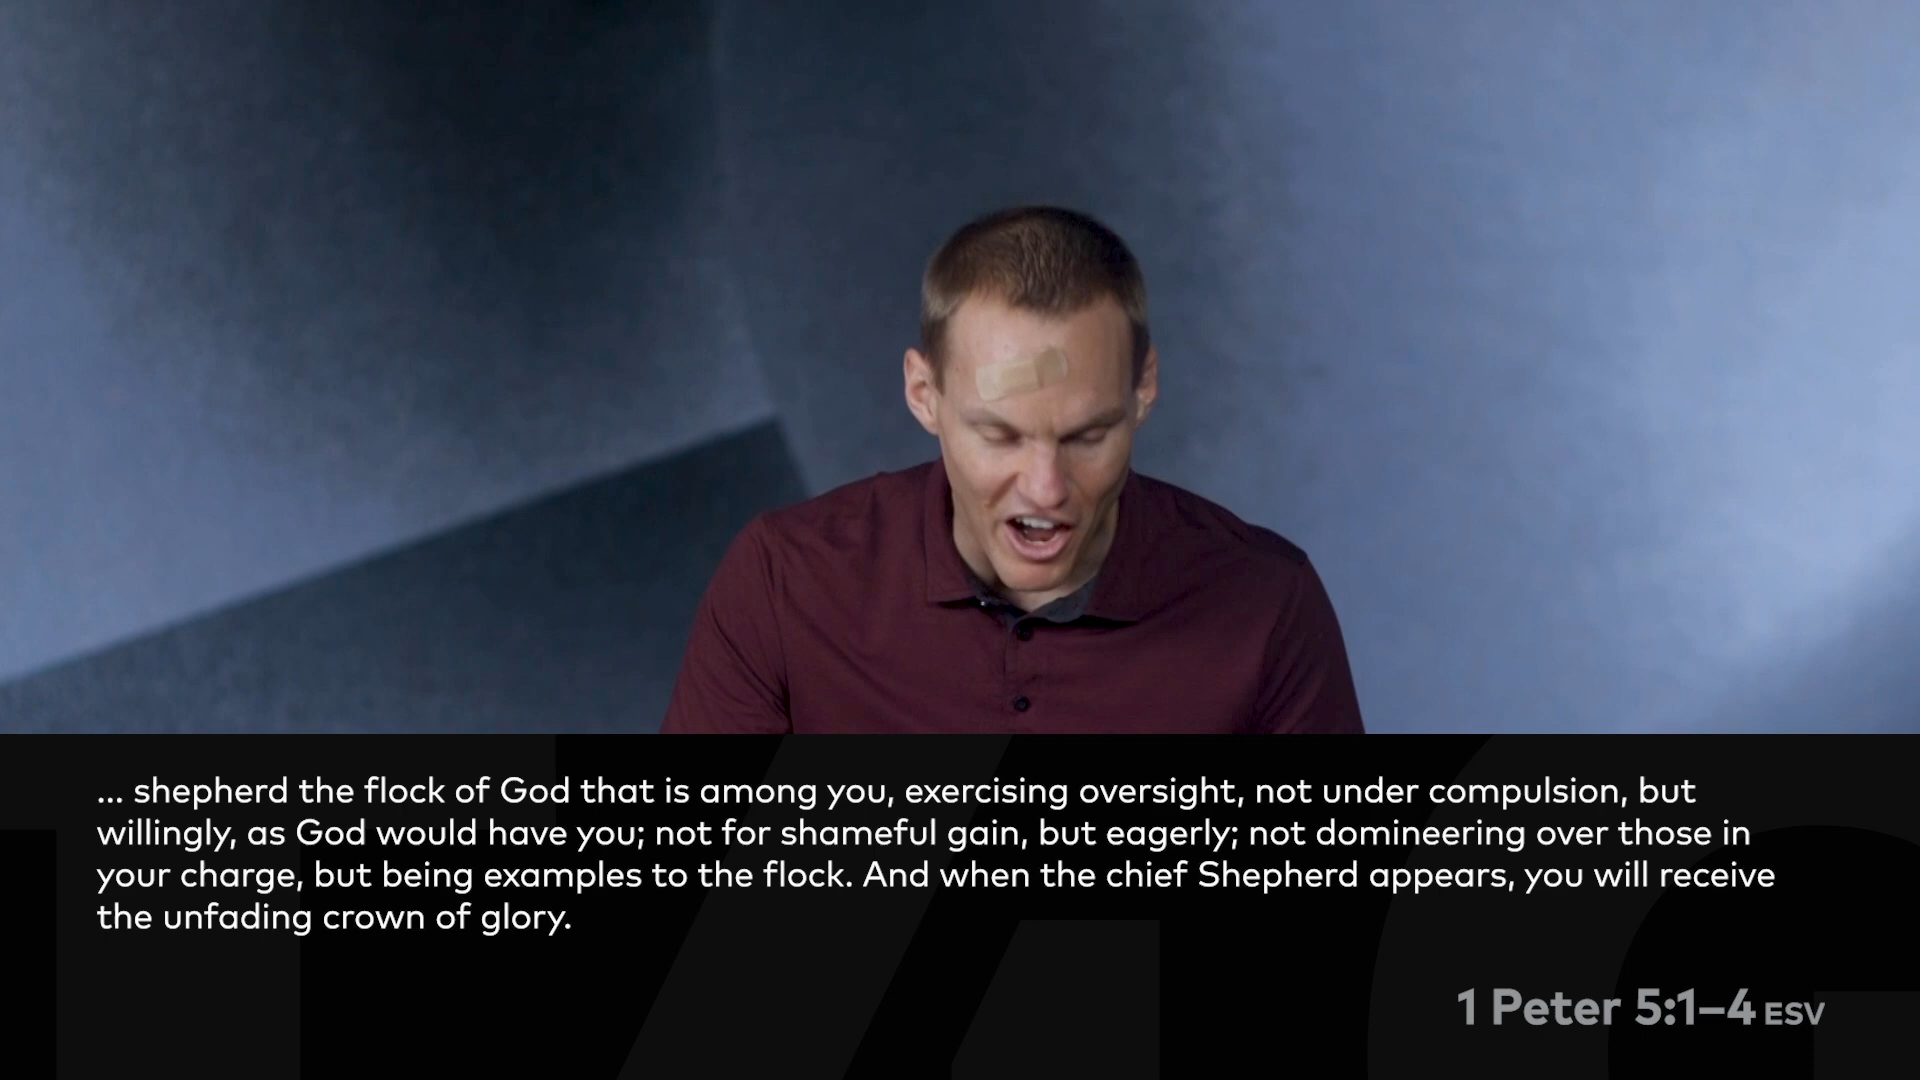 ... shepherd the flock of God that is among you, exercising oversight, not under compulsion, but
willingly, as God would have you; not for shameful gain, but eagerly; not domineering over those in
your charge, but being examples to the flock. And when the chief Shepherd appears, you will receive
the unfading crown of glory.
1 Peter 5:1–4 ESV